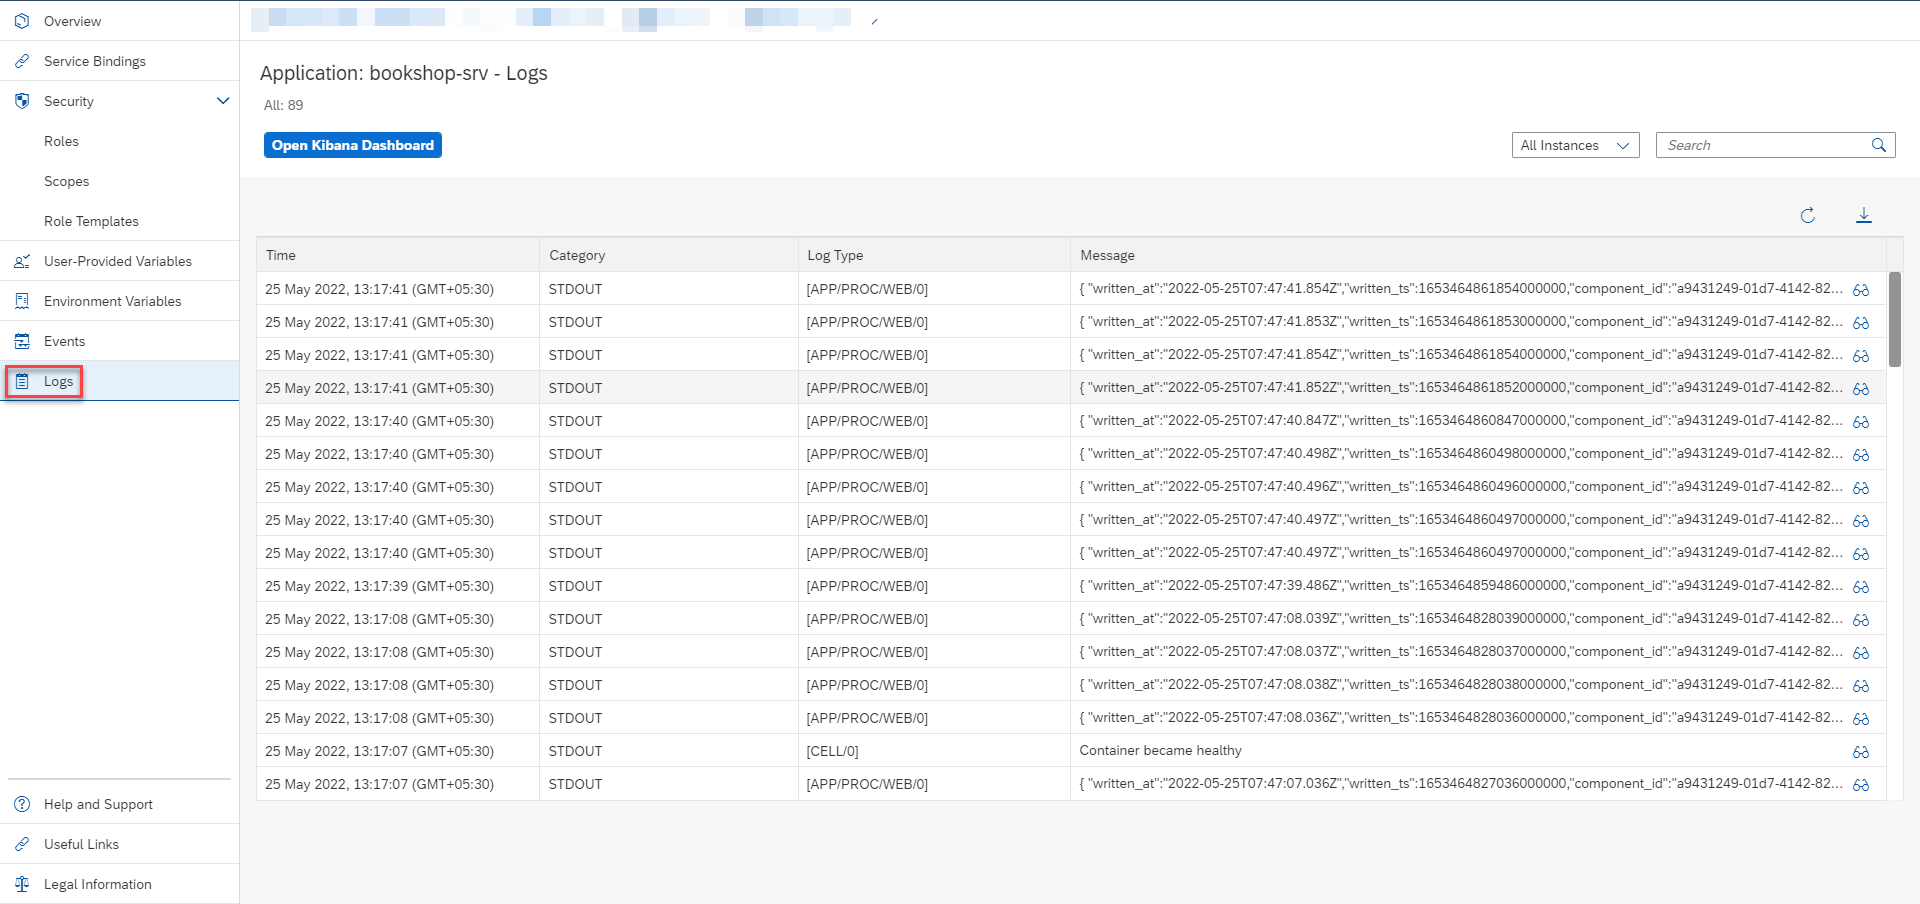 Overview
Service Bindings
Security
Roles
Scopes
Role Templates
User-Provided Variables
Environment Variables
Events
Logs
Help and Support
Useful Links
Legal Information
Application: bookshop-srv - Logs
All: 89
Open Kibana Dashboard
All Instances
Search
Time Category Log Type Message
25 May 2022, 13:17:41 (GMT+05:30) STDOUT [APP/PROC/WEB/0] { "written_at":"2022-05-25T07:47:41.854Z","written_ts":1653464861854000000,"component_id":"a9431249-01d7-4142-82...
25 May 2022, 13:17:41 (GMT+05:30) STDOUT [APP/PROC/WEB/0] { "written_at":"2022-05-25T07:47:41.853Z","written_ts":1653464861853000000,"component_id":"a9431249-01d7-4142-82...
25 May 2022, 13:17:41 (GMT+05:30) STDOUT [APP/PROC/WEB/0] { "written_at":"2022-05-25T07:47:41.854Z","written_ts":1653464861854000000,"component_id":"a9431249-01d7-4142-82...
25 May 2022, 13:17:41 (GMT+05:30) STDOUT [APP/PROC/WEB/0] { "written_at":"2022-05-25T07:47:41.852Z","written_ts":1653464861852000000,"component_id":"a9431249-01d7-4142-82...
25 May 2022, 13:17:40 (GMT+05:30) STDOUT [APP/PROC/WEB/0] { "written_at":"2022-05-25T07:47:40.847Z","written_ts":1653464860847000000,"component_id":"a9431249-01d7-4142-82...
25 May 2022, 13:17:40 (GMT+05:30) STDOUT [APP/PROC/WEB/0] { "written_at":"2022-05-25T07:47:40.498Z","written_ts":1653464860498000000,"component_id":"a9431249-01d7-4142-82...
25 May 2022, 13:17:40 (GMT+05:30) STDOUT [APP/PROC/WEB/0] { "written_at":"2022-05-25T07:47:40.496Z","written_ts":1653464860496000000,"component_id":"a9431249-01d7-4142-82...
25 May 2022, 13:17:40 (GMT+05:30) STDOUT [APP/PROC/WEB/0] { "written_at":"2022-05-25T07:47:40.497Z","written_ts":1653464860497000000,"component_id":"a9431249-01d7-4142-82...
25 May 2022, 13:17:40 (GMT+05:30) STDOUT [APP/PROC/WEB/0] { "written_at":"2022-05-25T07:47:40.497Z","written_ts":1653464860497000000,"component_id":"a9431249-01d7-4142-82...
25 May 2022, 13:17:39 (GMT+05:30) STDOUT [APP/PROC/WEB/0] { "written_at":"2022-05-25T07:47:39.486Z","written_ts":1653464859486000000,"component_id":"a9431249-01d7-4142-82...
25 May 2022, 13:17:08 (GMT+05:30) STDOUT [APP/PROC/WEB/0] { "written_at":"2022-05-25T07:47:08.039Z","written_ts":1653464828039000000,"component_id":"a9431249-01d7-4142-82...
25 May 2022, 13:17:08 (GMT+05:30) STDOUT [APP/PROC/WEB/0] { "written_at":"2022-05-25T07:47:08.037Z","written_ts":1653464828037000000,"component_id":"a9431249-01d7-4142-82...
25 May 2022, 13:17:08 (GMT+05:30) STDOUT [APP/PROC/WEB/0] { "written_at":"2022-05-25T07:47:08.038Z","written_ts":1653464828038000000,"component_id":"a9431249-01d7-4142-82...
25 May 2022, 13:17:08 (GMT+05:30) STDOUT [APP/PROC/WEB/0] { "written_at":"2022-05-25T07:47:08.036Z","written_ts":1653464828036000000,"component_id":"a9431249-01d7-4142-82...
25 May 2022, 13:17:07 (GMT+05:30) STDOUT [CELL/0] Container became healthy
25 May 2022, 13:17:07 (GMT+05:30) STDOUT [APP/PROC/WEB/0] { "written_at":"2022-05-25T07:47:07.036Z","written_ts":1653464827036000000,"component_id":"a9431249-01d7-4142-82...